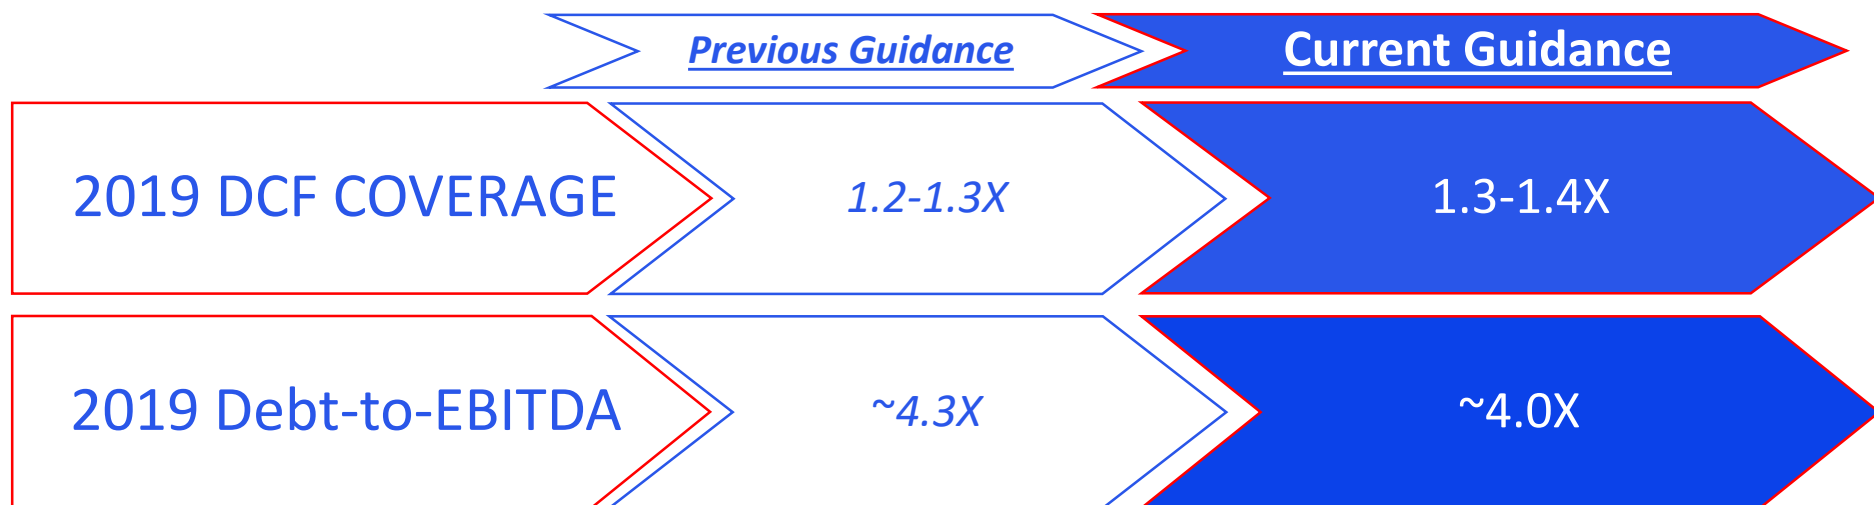 Previous Guidance
Current Guidance
2019 DCF COVERAGE
1.2-1.3X
1.3-1.4X
2019 Debt-to-EBITDA
~4.3X
~4.0X